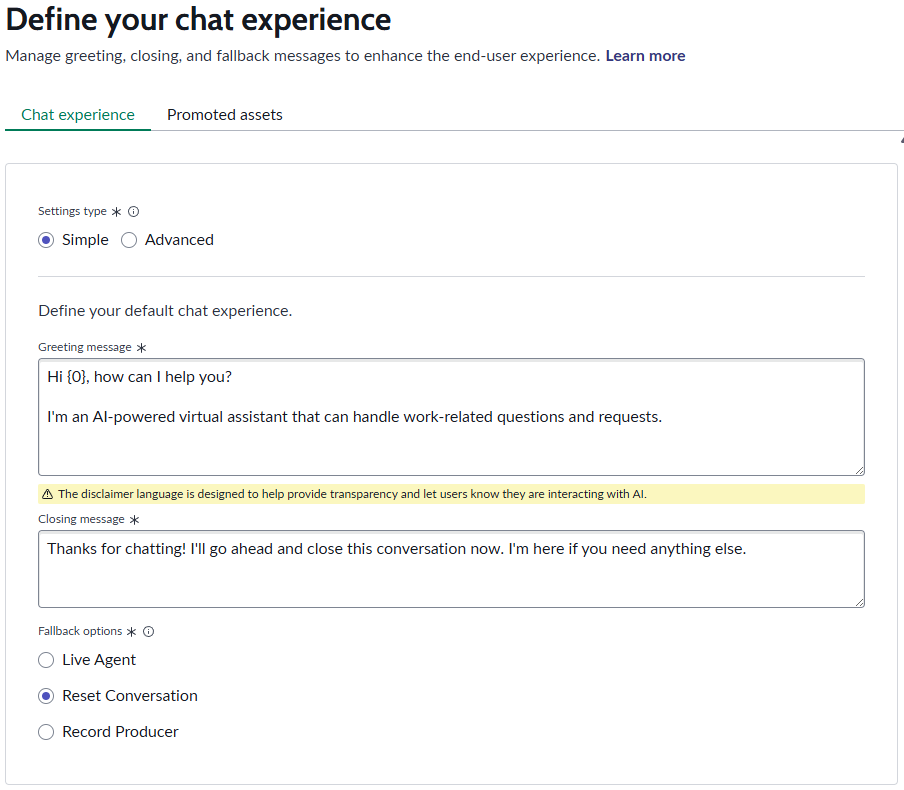 Define your chat experience
Manage greeting, closing, and fallback messages to enhance the end-user experience. Learn more
Chat experience Promoted assets
Settings type *
Simple Advanced
Define your default chat experience.
Greeting message *
Hi {0}, how can I help you?
I'm an AI-powered virtual assistant that can handle work-related questions and requests.
The disclaimer language is designed to help provide transparency and let users know they are interacting with AI.
Closing message *
Thanks for chatting! I'll go ahead and close this conversation now. I'm here if you need anything else.
Fallback options *
Live Agent
Reset Conversation
Record Producer